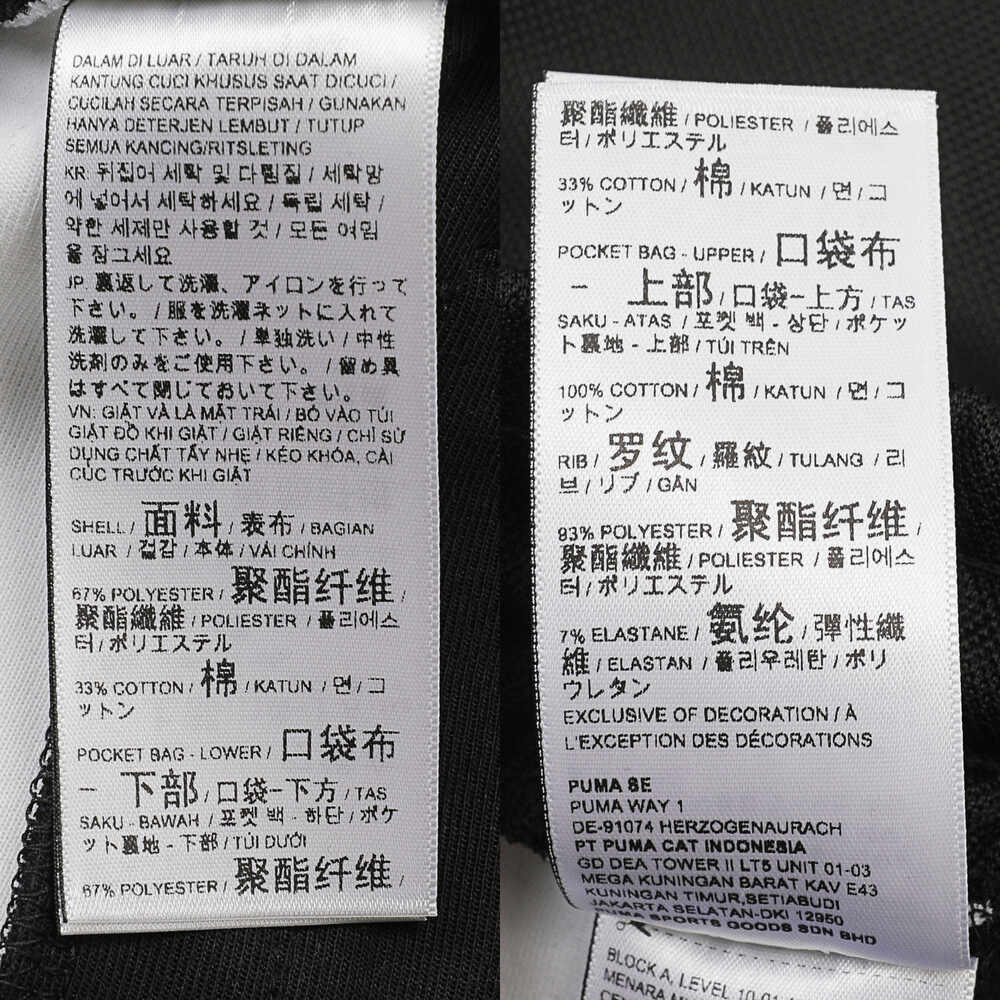 DALAM DI LUAR / TARUH DI DALAM
KANTUNG CUCI KHUSUS SAAT DICUCI /
CUCILAH SECARA TERPISAH / GUNAKAN
HANYA DETERJEN LEMBUT / TUTUP
SEMUA KANCING/RITSLETING
KR: 뒤집어 세탁 및 다림질 / 세탁망
에 넣어서 세탁하세요 / 독립 세탁 /
약한 세제만 사용할 것 / 모든 여밈
을 잠그세요
JP: 裏返して洗濯、アイロンを行って
下さい。/ 服を洗濯ネットに入れて
洗濯して下さい。/ 単独洗い / 中性
洗剤のみをご使用下さい。/ 留め具
はすべて閉じておいて下さい。
VN: GIẶT VÀ LÀ MẶT TRÁI / BỎ VÀO TÚI
GIẶT ĐỒ KHI GIẶT / GIẶT RIÊNG / CHỈ SỬ
DỤNG CHẤT TẨY NHẸ / KÉO KHÓA, CÀI
CÚC TRƯỚC KHI GIẶT
SHELL / 面料 / 表布 / BAGIAN
LUAR / 겉감 / 本体 / VẢI CHÍNH
67% POLYESTER / 聚酯纤维 /
聚酯纖維 / POLIESTER / 폴리에스
터 / ポリエステル
33% COTTON / 棉 / KATUN / 면 / コ
ットン
POCKET BAG - LOWER / 口袋布
– 下部 / 口袋-下方 / TAS
SAKU - BAWAH / 포켓 백 - 하단 / ポケ
ット裏地 - 下部 / TÚI DƯỚI
67% POLYESTER / 聚酯纤维 /
聚酯纖維 / POLIESTER / 폴리에스
터 / ポリエステル
33% COTTON / 棉 / KATUN / 면 / コ
ットン
POCKET BAG - UPPER / 口袋布
– 上部 / 口袋-上方 / TAS
SAKU - ATAS / 포켓 백 - 상단 / ポケッ
ト裏地 - 上部 / TÚI TRÊN
100% COTTON / 棉 / KATUN / 면 / コ
ットン
RIB / 罗纹 / 羅紋 / TULANG / 리
브 / リブ / GÂN
93% POLYESTER / 聚酯纤维 /
聚酯纖維 / POLIESTER / 폴리에스
터 / ポリエステル
7% ELASTANE / 氨纶 / 彈性纖
維 / ELASTAN / 폴리우레탄 / ポリ
ウレタン
EXCLUSIVE OF DECORATION / À
L'EXCEPTION DES DÉCORATIONS
PUMA SE
PUMA WAY 1
DE-91074 HERZOGENAURACH
PT PUMA CAT INDONESIA
GD DEA TOWER II LT5 UNIT 01-03
MEGA KUNINGAN BARAT KAV E43
KUNINGAN TIMUR,SETIABUDI
JAKARTA SELATAN-DKI 12950
PUMA SPORTS GOODS SDN BHD
BLOCK A, LEVEL 10-01
MENARA